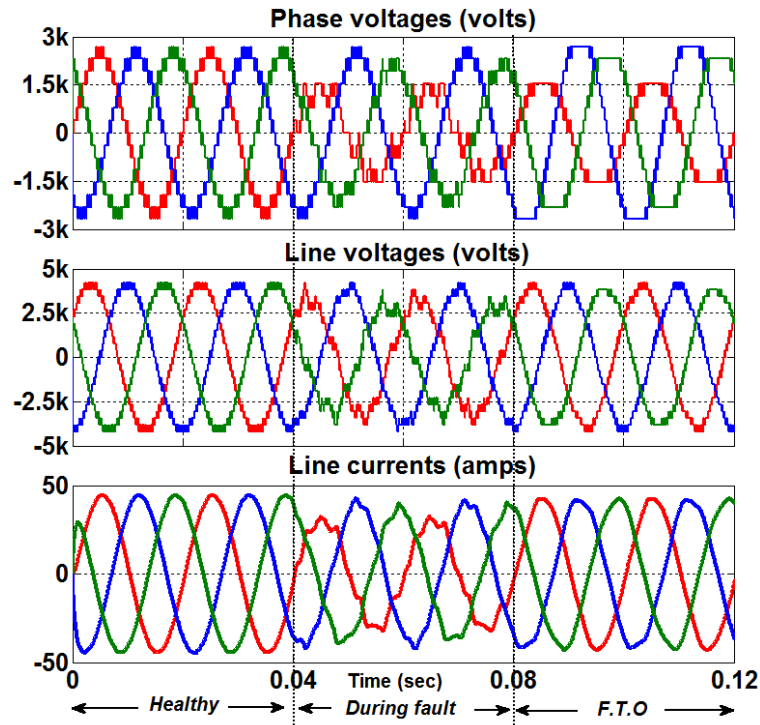 Phase voltages (volts)
3k
1.5k
0
-1.5k
-3k
Line voltages (volts)
5k
2.5k
0
-2.5k
-5k
Line currents (amps)
50
0
-50
0 0.04 Time (sec) 0.08 0.12
Healthy During fault F.T.O